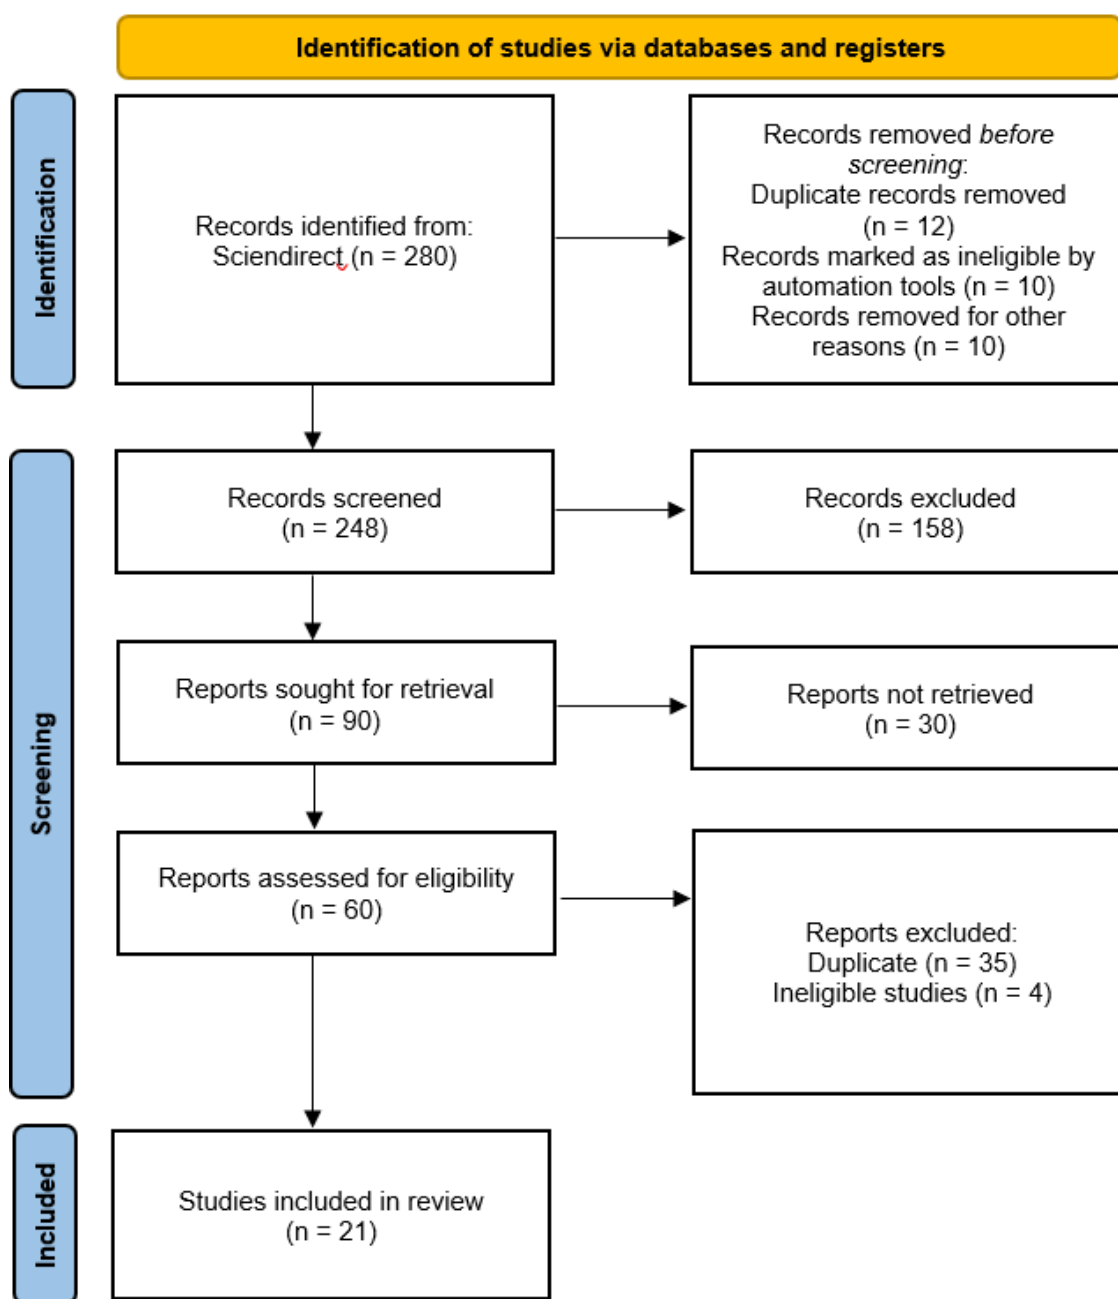 Identification of studies via databases and registers
Identification
Records identified from:
Sciendirect (n = 280)
Records removed before
screening:
Duplicate records removed
(n = 12)
Records marked as ineligible by
automation tools (n = 10)
Records removed for other
reasons (n = 10)
Screening
Records screened
(n = 248)
Records excluded
(n = 158)
Reports sought for retrieval
(n = 90)
Reports not retrieved
(n = 30)
Reports assessed for eligibility
(n = 60)
Reports excluded:
Duplicate (n = 35)
Ineligible studies (n = 4)
Included
Studies included in review
(n = 21)